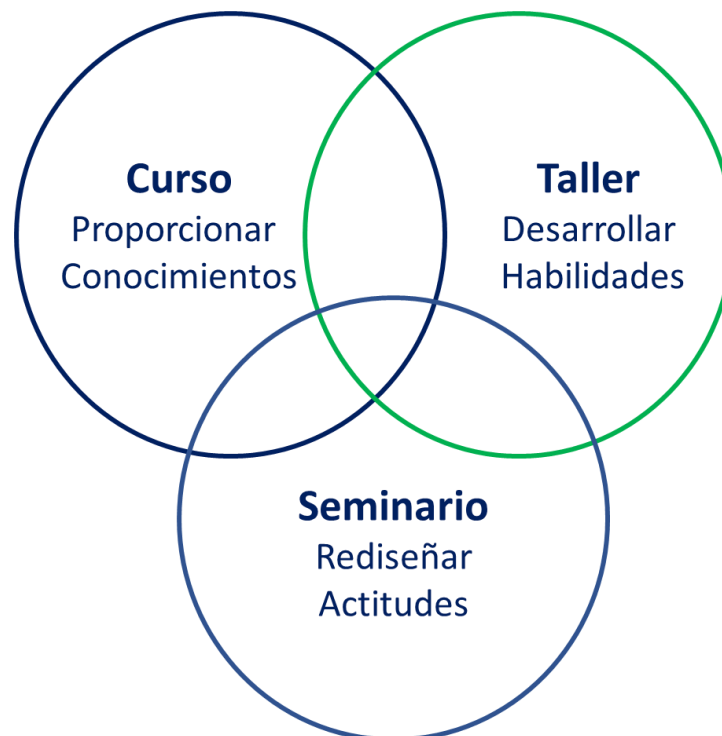 Curso
Proporcionar
Conocimientos
Taller
Desarrollar
Habilidades
Seminario
Rediseñar
Actitudes